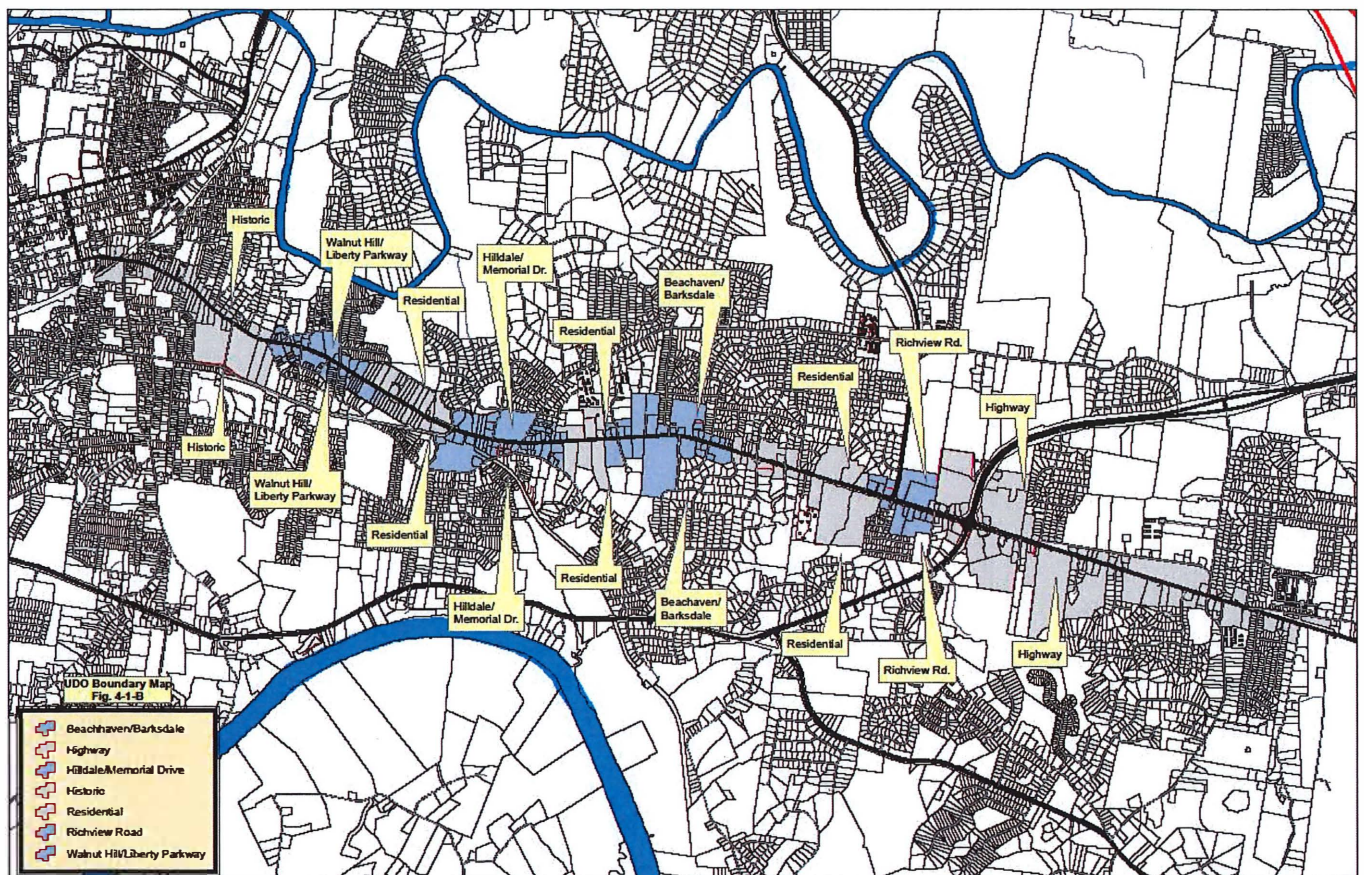 Historic
Walnut Hill/
Liberty Parkway
Residential
Hilldale/
Memorial Dr.
Residential
Beachaven/
Barksdale
Residential
Richview Rd.
Highway
Historic
Walnut Hill/
Liberty Parkway
Residential
Hilldale/
Memorial Dr.
Residential
Beachaven/
Barksdale
Residential
Richview Rd.
Highway
UDO Boundary Map
Fig. 4-1-B
Beachhaven/Barksdale
Highway
Hilldale/Memorial Drive
Historic
Residential
Richview Road
Walnut Hill/Liberty Parkway